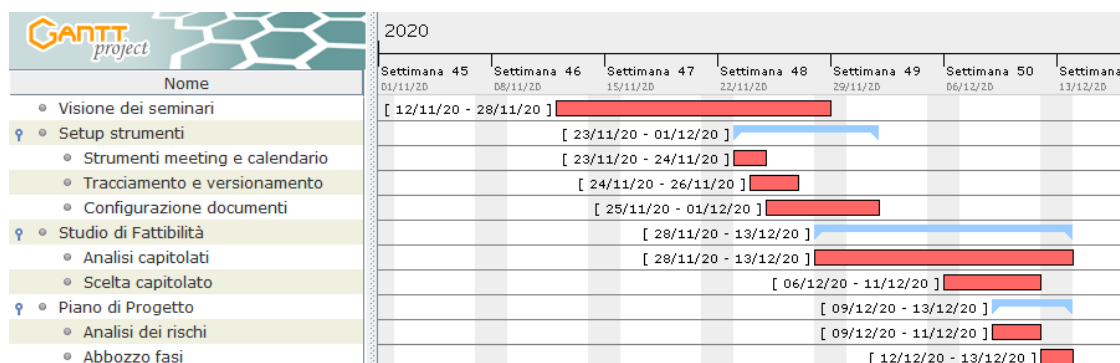 GANTT
project
2020
Settimana 45
Settimana 46
Settimana 47
Settimana 48
Settimana 49
Settimana 50
Settimana
01/11/20
08/11/20
15/11/20
22/11/20
29/11/20
06/12/20
13/12/20
Nome
Visione dei seminari
[ 12/11/20 - 28/11/20 ]
Setup strumenti
[ 23/11/20 - 01/12/20 ]
Strumenti meeting e calendario
[ 23/11/20 - 24/11/20 ]
Tracciamento e versionamento
[ 24/11/20 - 26/11/20 ]
Configurazione documenti
[ 25/11/20 - 01/12/20 ]
Studio di Fattibilità
[ 28/11/20 - 13/12/20 ]
Analisi capitolati
[ 28/11/20 - 13/12/20 ]
Scelta capitolato
[ 06/12/20 - 11/12/20 ]
Piano di Progetto
[ 09/12/20 - 13/12/20 ]
Analisi dei rischi
[ 09/12/20 - 11/12/20 ]
Abbozzo fasi
[ 12/12/20 - 13/12/20 ]